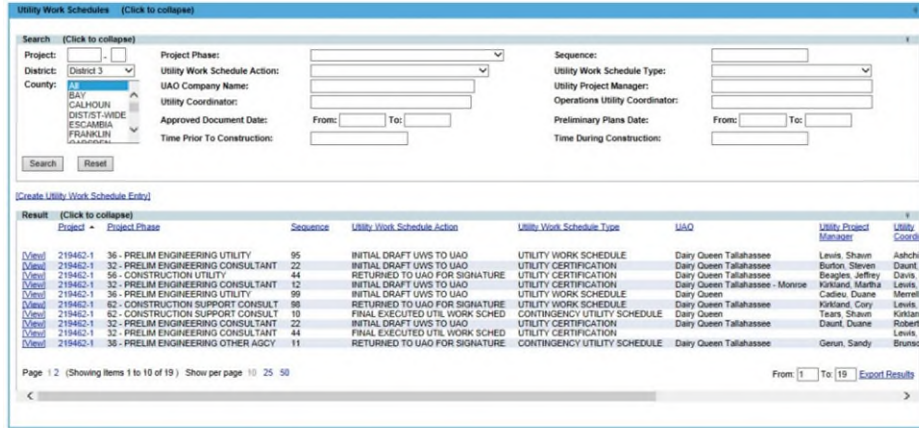 Utility Work Schedules (Click to collapse)
Search (Click to collapse)
Project: - Project Phase: Sequence:
District: District 3 Utility Work Schedule Action: Utility Work Schedule Type:
County: All UAO Company Name: Utility Project Manager:
BAY
CALHOUN Utility Coordinator: Operations Utility Coordinator:
DIST/ST-WIDE
ESCAMBIA Approved Document Date: From: To: Preliminary Plans Date: From: To:
FRANKLIN
GADSDEN Time Prior To Construction: Time During Construction:
Search Reset
[Create Utility Work Schedule Entry]
Result (Click to collapse)
Project Project Phase Sequence Utility Work Schedule Action Utility Work Schedule Type UAO Utility Project Manager Utility Coordi
[View] 219462-1 36 - PRELIM ENGINEERING UTILITY 95 INITIAL DRAFT UWS TO UAO UTILITY WORK SCHEDULE Dairy Queen Tallahassee Lewis, Shawn Ashchi
[View] 219462-1 32 - PRELIM ENGINEERING CONSULTANT 22 INITIAL DRAFT UWS TO UAO UTILITY CERTIFICATION Dairy Queen Tallahassee Burton, Steven Daunt,
[View] 219462-1 56 - CONSTRUCTION UTILITY 44 RETURNED TO UAO FOR SIGNATURE UTILITY CERTIFICATION Dairy Queen Tallahassee Beagles, Jeffrey Davis,
[View] 219462-1 32 - PRELIM ENGINEERING CONSULTANT 12 INITIAL DRAFT UWS TO UAO UTILITY CERTIFICATION Dairy Queen Tallahassee - Monroe Kirkland, Martha Lewis,
[View] 219462-1 36 - PRELIM ENGINEERING UTILITY 99 INITIAL DRAFT UWS TO UAO UTILITY WORK SCHEDULE Dairy Queen Cadieu, Duane Merret
[View] 219462-1 62 - CONSTRUCTION SUPPORT CONSULT 98 RETURNED TO UAO FOR SIGNATURE UTILITY CERTIFICATION Dairy Queen Tallahassee Kirkland, Cory Lewis,
[View] 219462-1 62 - CONSTRUCTION SUPPORT CONSULT 10 FINAL EXECUTED UTIL WORK SCHED CONTINGENCY UTILITY SCHEDULE Dairy Queen Tears, Shawn Kirklan
[View] 219462-1 32 - PRELIM ENGINEERING CONSULTANT 22 INITIAL DRAFT UWS TO UAO UTILITY CERTIFICATION Dairy Queen Tallahassee Daunt, Duane Robert
[View] 219462-1 32 - PRELIM ENGINEERING CONSULTANT 44 FINAL EXECUTED UTIL WORK SCHED UTILITY CERTIFICATION Lewis,
[View] 219462-1 38 - PRELIM ENGINEERING OTHER AGCY 11 RETURNED TO UAO FOR SIGNATURE CONTINGENCY UTILITY SCHEDULE Dairy Queen Tallahassee Gerun, Sandy Brunso
Page 1 2 (Showing Items 1 to 10 of 19 ) Show per page 10 25 50 From: 1 To: 19 Export Results